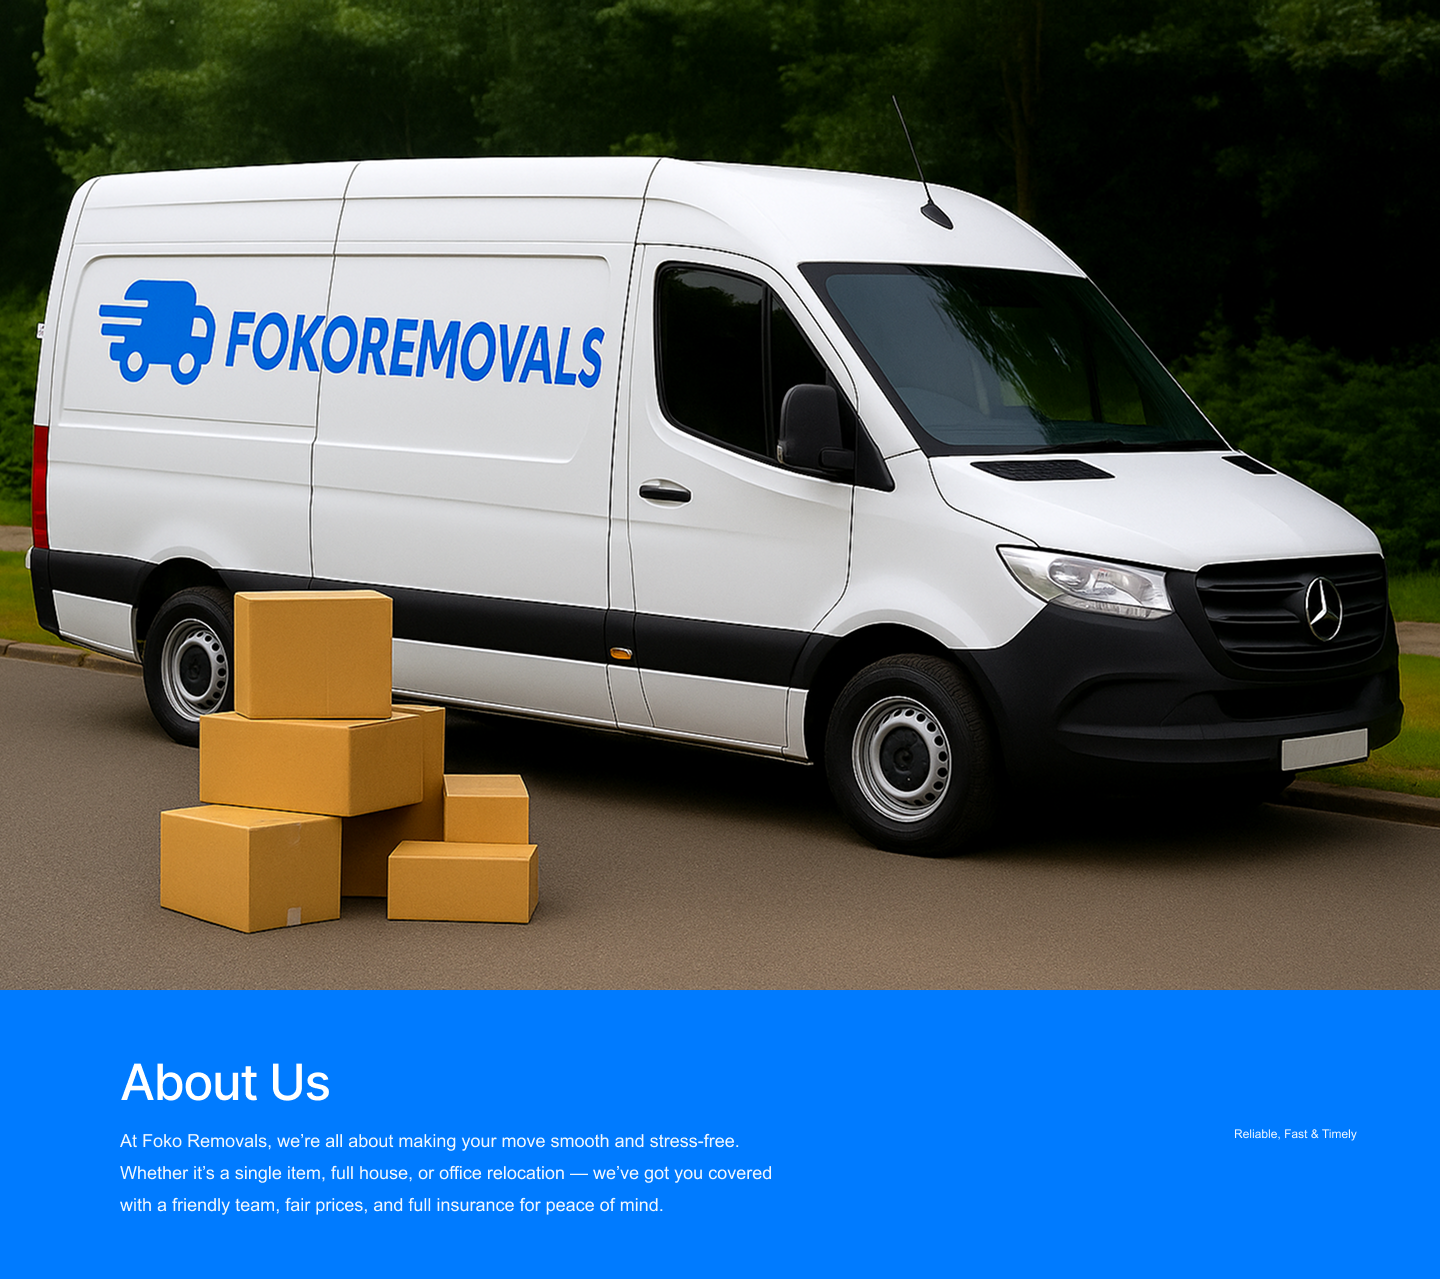 FOKOREMOVALS
About Us
At Foko Removals, we’re all about making your move smooth and stress-free.
Whether it’s a single item, full house, or office relocation — we’ve got you covered
with a friendly team, fair prices, and full insurance for peace of mind.
Reliable, Fast & Timely